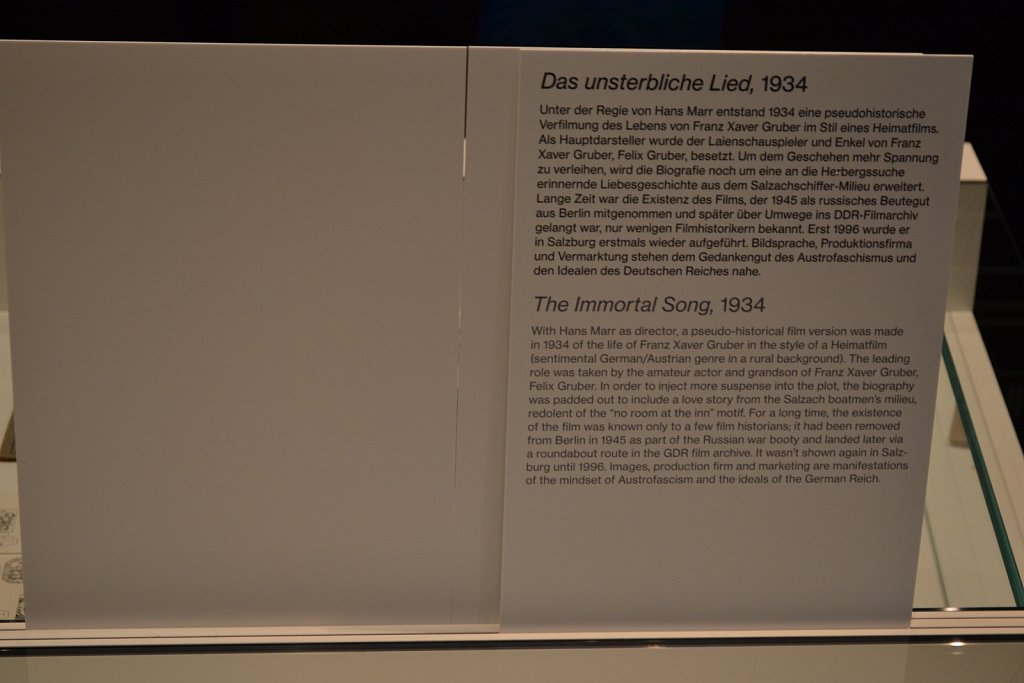 Das unsterbliche Lied, 1934
Unter der Regie von Hans Marr entstand 1934 eine pseudohistorische
Verfilmung des Lebens von Franz Xaver Gruber im Stil eines Heimatfilms.
Als Hauptdarsteller wurde der Laienschauspieler und Enkel von Franz
Xaver Gruber, Felix Gruber, besetzt. Um dem Geschehen mehr Spannung
zu verleihen, wird die Biografie noch um eine an die Herbergssuche
erinnernde Liebesgeschichte aus dem Salzachschiffer-Milieu erweitert.
Lange Zeit war die Existenz des Films, der 1945 als russisches Beutegut
aus Berlin mitgenommen und später über Umwege ins DDR-Filmarchiv
gelangt war, nur wenigen Filmhistorikern bekannt. Erst 1996 wurde er
in Salzburg erstmals wieder aufgeführt. Bildsprache, Produktionsfirma
und Vermarktung stehen dem Gedankengut des Austrofaschismus und
den Idealen des Deutschen Reiches nahe.
The Immortal Song, 1934
With Hans Marr as director, a pseudo-historical film version was made
in 1934 of the life of Franz Xaver Gruber in the style of a Heimatfilm
(sentimental German/Austrian genre in a rural background). The leading
role was taken by the amateur actor and grandson of Franz Xaver Gruber,
Felix Gruber. In order to inject more suspense into the plot, the biography
was padded out to include a love story from the Salzach boatmen's milieu,
redolent of the "no room at the inn" motif. For a long time, the existence
of the film was known only to a few film historians; it had been removed
from Berlin in 1945 as part of the Russian war booty and landed later via
a roundabout route in the GDR film archive. It wasn't shown again in Salz-
burg until 1996. Images, production firm and marketing are manifestations
of the mindset of Austrofascism and the ideals of the German Reich.